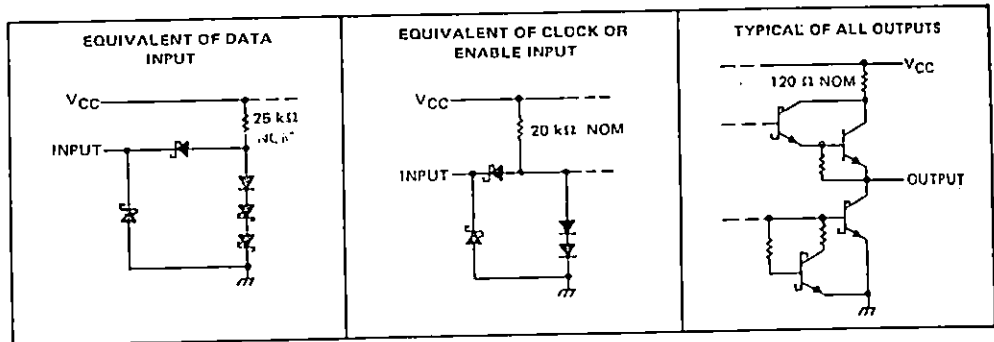 EQUIVALENT OF DATA
INPUT
VCC
25 kΩ
INPUT
EQUIVALENT OF CLOCK OR
ENABLE INPUT
VCC
20 kΩ NOM
INPUT
TYPICAL OF ALL OUTPUTS
VCC
120 Ω NOM
OUTPUT